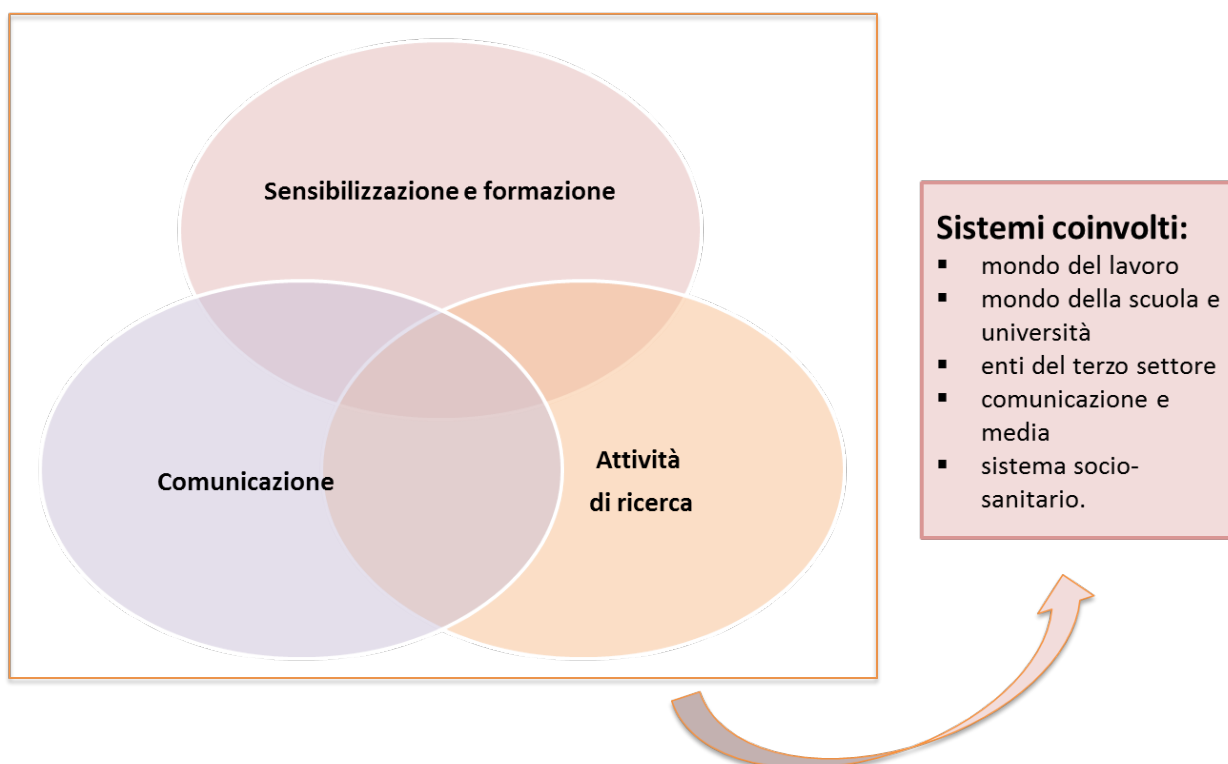 Sensibilizzazione e formazione
Comunicazione
Attività
di ricerca
Sistemi coinvolti:
▪ mondo del lavoro
▪ mondo della scuola e
università
▪ enti del terzo settore
▪ comunicazione e
media
▪ sistema socio-
sanitario.